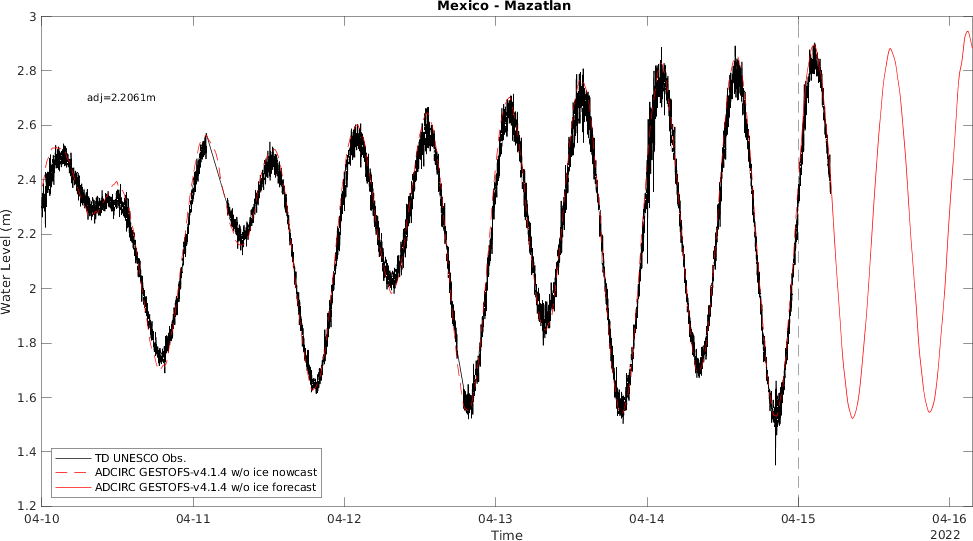 Mexico - Mazatlan
3
2.8
2.6
2.4
2.2
2
1.8
1.6
1.4
1.2
Water Level (m)
adj=2.2061m
TD UNESCO Obs.
ADCIRC GESTOFS-v4.1.4 w/o ice nowcast
ADCIRC GESTOFS-v4.1.4 w/o ice forecast
04-10 04-11 04-12 04-13 04-14 04-15 04-16
Time
2022